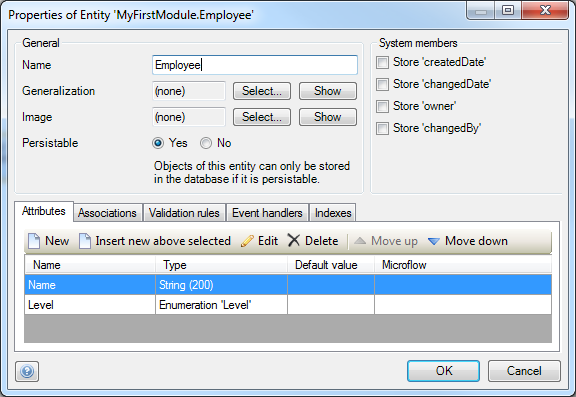 Properties of Entity 'MyFirstModule.Employee'
General
Name
Employee
Generalization
(none)
Select...
Show
Image
(none)
Select...
Show
Persistable
Yes
No
Objects of this entity can only be stored
in the database if it is persistable.
System members
Store 'createdDate'
Store 'changedDate'
Store 'owner'
Store 'changedBy'
Attributes Associations Validation rules Event handlers Indexes
New Insert new above selected Edit Delete Move up Move down
Name Type Default value Microflow
Name String (200)
Level Enumeration 'Level'
?
OK Cancel